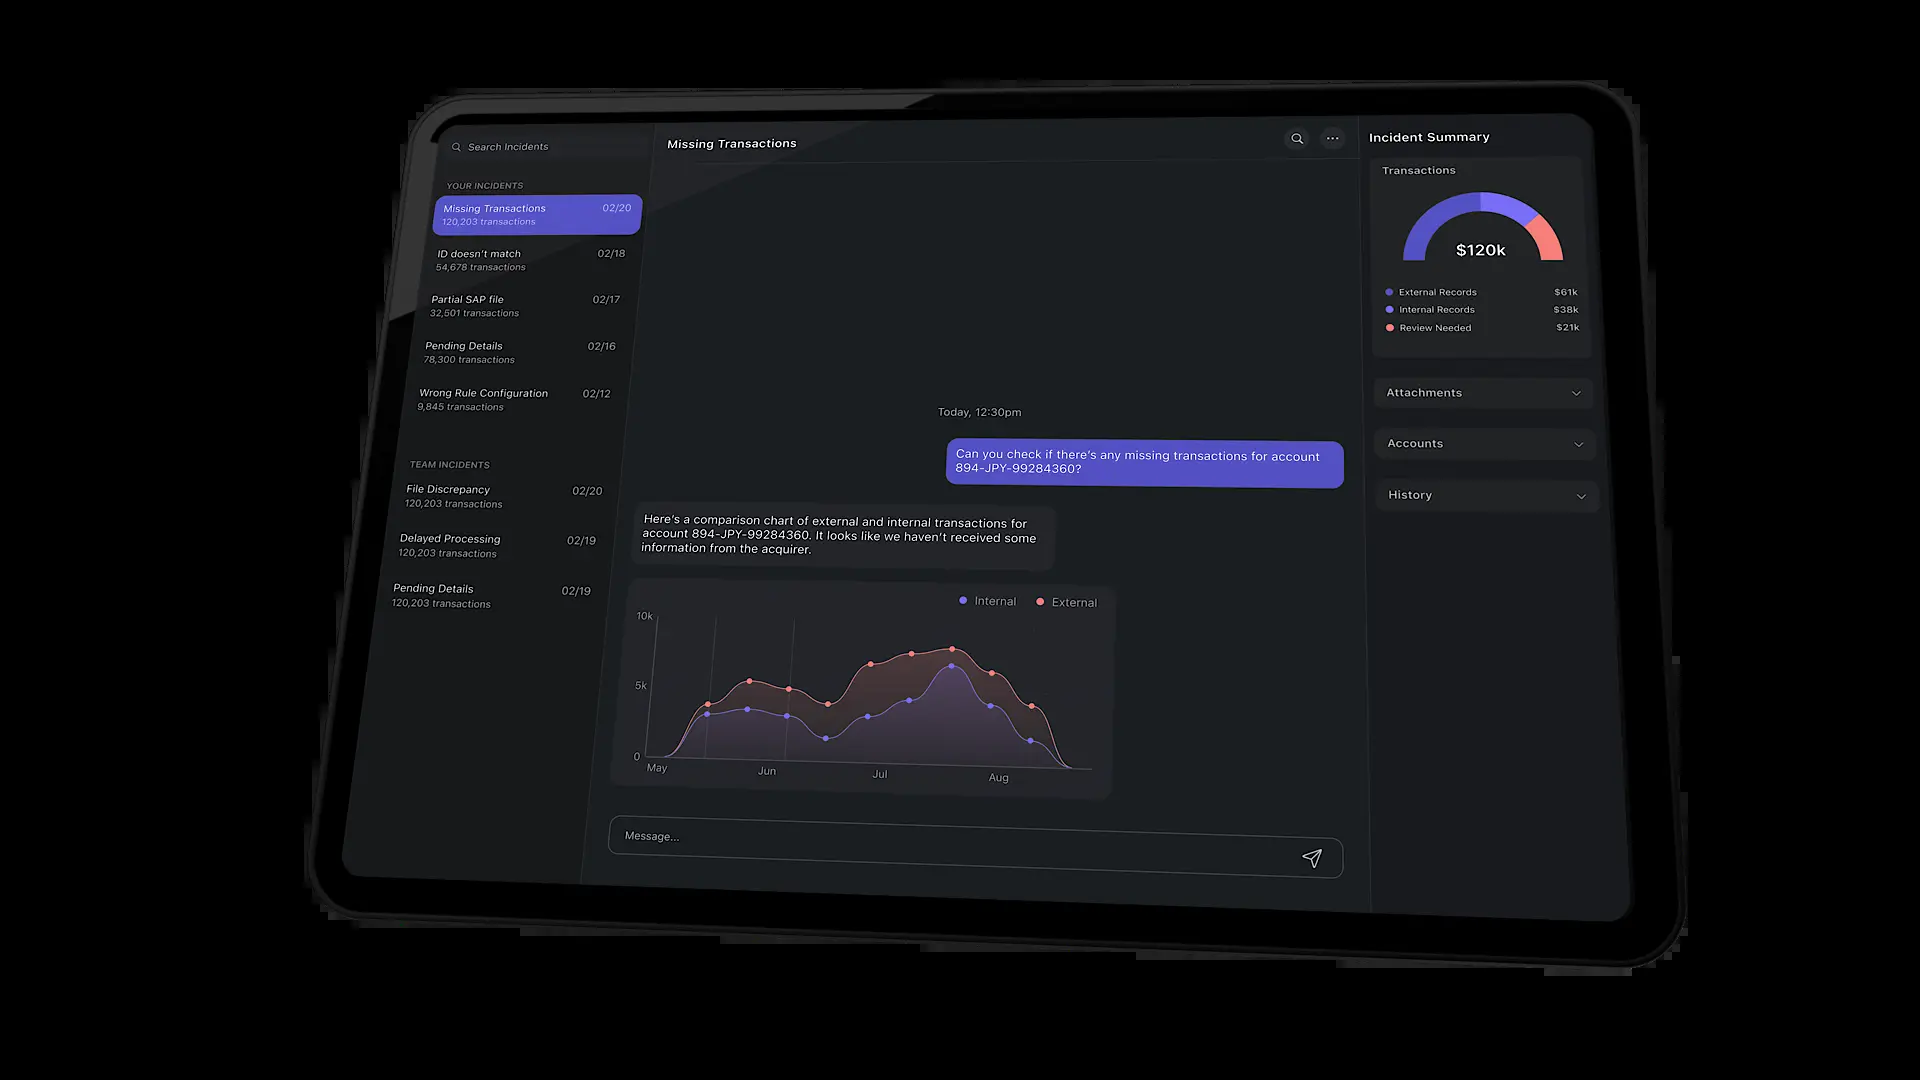 Search Incidents
YOUR INCIDENTS
Missing Transactions 02/20
120,203 transactions
ID doesn't match 02/18
54,678 transactions
Partial SAP file 02/17
32,501 transactions
Pending Details 02/16
78,300 transactions
Wrong Rule Configuration 02/12
9,845 transactions
TEAM INCIDENTS
File Discrepancy 02/20
120,203 transactions
Delayed Processing 02/19
120,203 transactions
Pending Details 02/19
120,203 transactions
Missing Transactions
Today, 12:30pm
Can you check if there's any missing transactions for account
894-JPY-99284360?
Here's a comparison chart of external and internal transactions for
account 894-JPY-99284360. It looks like we haven't received some
information from the acquirer.
Internal External
10k
5k
0
May Jun Jul Aug
Message...
Incident Summary
Transactions
$120k
External Records $61k
Internal Records $38k
Review Needed $21k
Attachments
Accounts
History